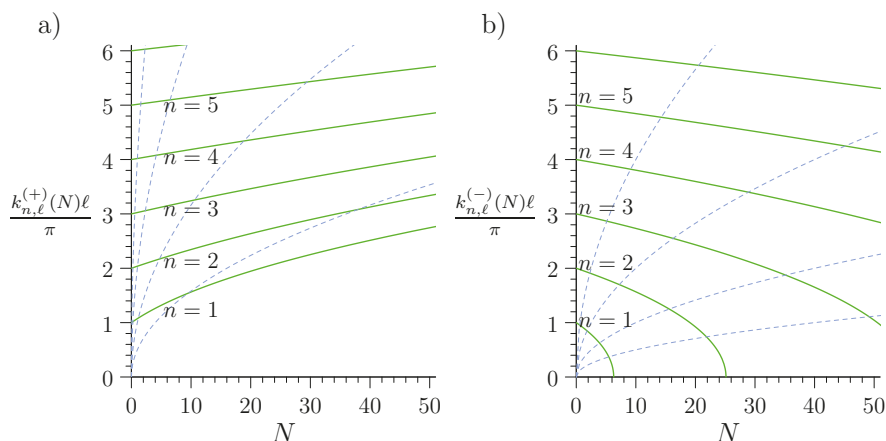 a)
k_{n,ℓ}^{(+)}(N)ℓ
π
6
5
4
3
2
1
0
n = 5
n = 4
n = 3
n = 2
n = 1
0 10 20 30 40 50
N
b)
k_{n,ℓ}^{(−)}(N)ℓ
π
6
5
4
3
2
1
0
n = 5
n = 4
n = 3
n = 2
n = 1
0 10 20 30 40 50
N